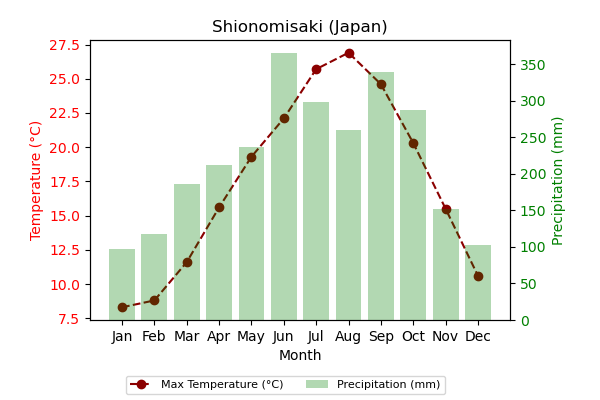 Shionomisaki (Japan)
27.5
25.0
22.5
20.0
17.5
15.0
12.5
10.0
7.5
Temperature (°C)
350
300
250
200
150
100
50
0
Precipitation (mm)
Jan Feb Mar Apr May Jun Jul Aug Sep Oct Nov Dec
Month
Max Temperature (°C) Precipitation (mm)